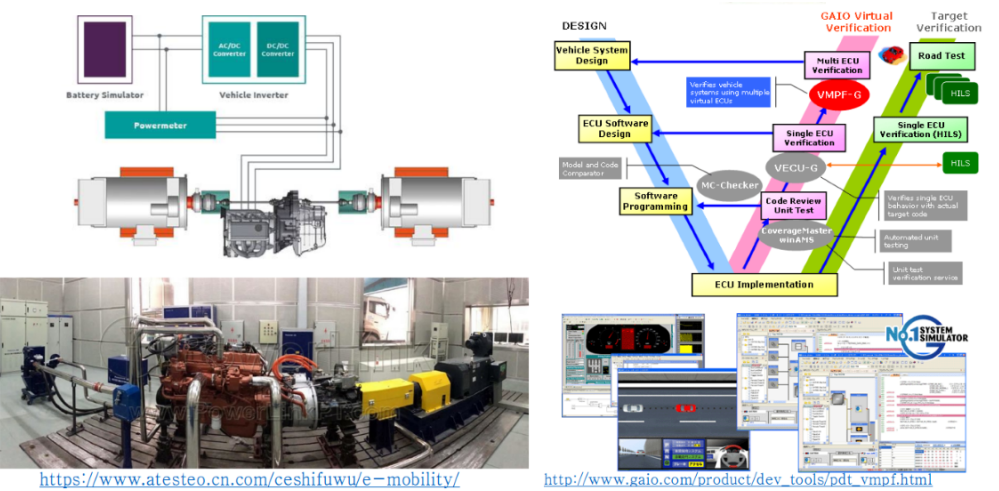 AC/DC
Converter
DC/DC
Converter
Battery Simulator
Vehicle Inverter
Powermeter
https://www.atesteo.cn.com/ceshifuwu/e-mobility/
DESIGN
GAIO Virtual
Verification
Target
Verification
Vehicle System
Design
Multi ECU
Verification
Road Test
Verifies vehicle
systems using multiple
virtual ECUs
VMPF-G
HILS
ECU Software
Design
Single ECU
Verification
Single ECU
Verification (HILS)
Model and Code
Comparator
VECU-G
HILS
MC-Checker
Software
Programming
Code Review
Unit Test
Verifies single ECU
behavior with actual
target code
CoverageMaster
winAMS
Automated unit
testing
Unit test
verification service
ECU Implementation
No.1 SYSTEM
SIMULATOR
http://www.gaio.com/product/dev_tools/pdt_vmpf.html